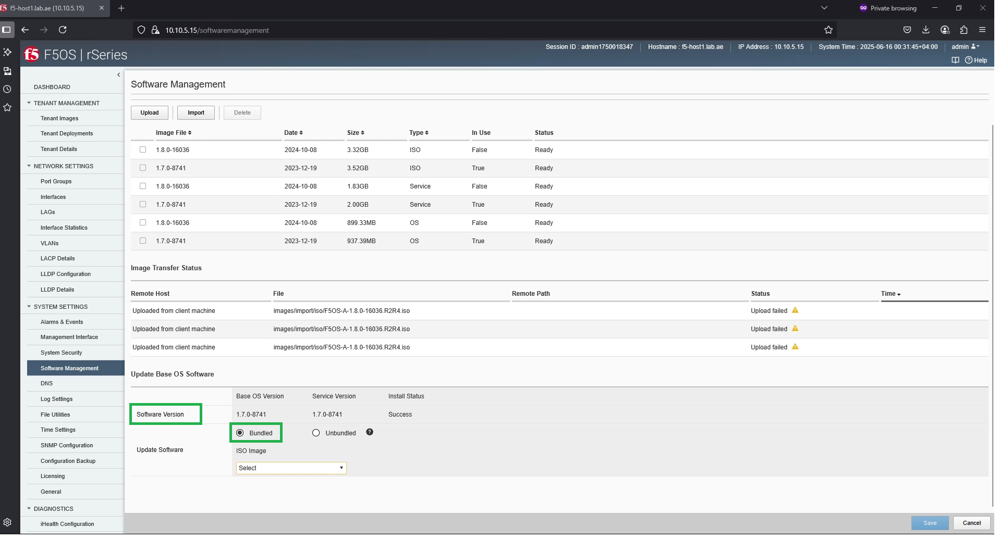 f5-host1.lab.ae (10.10.5.15)
Private browsing
10.10.5.15/softwaremanagement
f5 F5OS | rSeries
Session ID : admin1750018347
Hostname : f5-host1.lab.ae
IP Address : 10.10.5.15
System Time : 2025-06-16 00:31:45+04:00
admin
Help
DASHBOARD
TENANT MANAGEMENT
Tenant Images
Tenant Deployments
Tenant Details
NETWORK SETTINGS
Port Groups
Interfaces
LAGs
Interface Statistics
VLANs
LACP Details
LLDP Configuration
LLDP Details
SYSTEM SETTINGS
Alarms & Events
Management Interface
System Security
Software Management
DNS
Log Settings
File Utilities
Time Settings
SNMP Configuration
Configuration Backup
Licensing
General
DIAGNOSTICS
iHealth Configuration
Software Management
Upload Import Delete
Image File Date Size Type In Use Status
1.8.0-16036 2024-10-08 3.32GB ISO False Ready
1.7.0-8741 2023-12-19 3.52GB ISO True Ready
1.8.0-16036 2024-10-08 1.83GB Service False Ready
1.7.0-8741 2023-12-19 2.00GB Service True Ready
1.8.0-16036 2024-10-08 899.33MB OS False Ready
1.7.0-8741 2023-12-19 937.39MB OS True Ready
Image Transfer Status
Remote Host File Remote Path Status Time
Uploaded from client machine images/import/iso/F5OS-A-1.8.0-16036.R2R4.iso Upload failed
Uploaded from client machine images/import/iso/F5OS-A-1.8.0-16036.R2R4.iso Upload failed
Uploaded from client machine images/import/iso/F5OS-A-1.8.0-16036.R2R4.iso Upload failed
Update Base OS Software
Base OS Version Service Version Install Status
Software Version 1.7.0-8741 1.7.0-8741 Success
Bundled Unbundled ?
Update Software
ISO Image
Select
Save Cancel